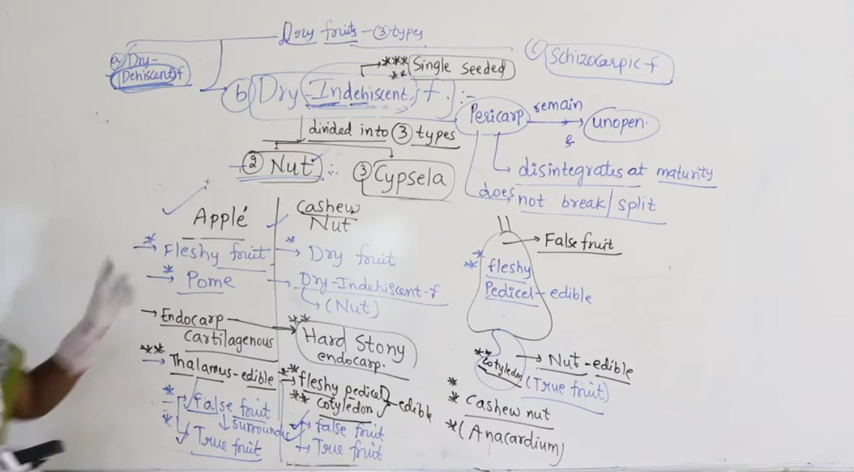 Dry fruits - ③ types
a) Dry-
Dehiscent f
c) Schizocarpic - f
*** Single seeded
**
b) Dry - Indehiscent, f. :-
Pericarp remain unopen.
&
divided into ③ types
disintegrates at maturity
② Nut :. ③ Cypsela
does not break / split
Apple
* Fleshy fruit
* Pome
Endocarp
Cartilagenous
** Thalamus - edible
* False fruit
↓ Surround
* True fruit
Cashew
Nut
* Dry fruit
Dry - Indehiscent - f
(Nut)
** Hard Stony
endocarp.
fleshy pedicel
** cotyledon - edible
False fruit
True fruit
False fruit
* fleshy
* Pedicel - edible
** Cotyledon Nut - edible
(True fruit)
* Cashew nut
* (Anacardium)